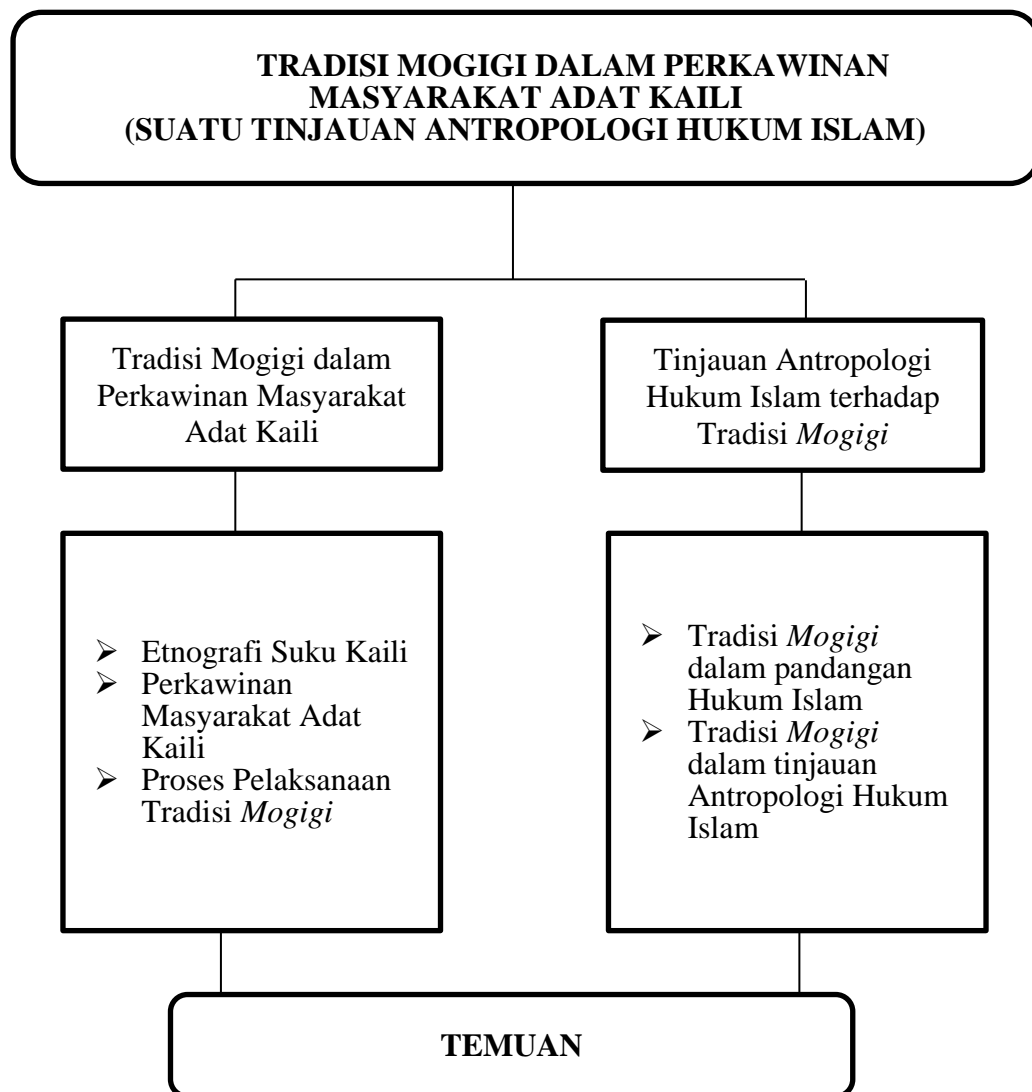 TRADISI MOGIGI DALAM PERKAWINAN
MASYARAKAT ADAT KAILI
(SUATU TINJAUAN ANTROPOLOGI HUKUM ISLAM)
Tradisi Mogigi dalam
Perkawinan Masyarakat
Adat Kaili
Tinjauan Antropologi
Hukum Islam terhadap
Tradisi Mogigi
➢ Etnografi Suku Kaili
➢ Perkawinan
Masyarakat Adat
Kaili
➢ Proses Pelaksanaan
Tradisi Mogigi
➢ Tradisi Mogigi
dalam pandangan
Hukum Islam
➢ Tradisi Mogigi
dalam tinjauan
Antropologi Hukum
Islam
TEMUAN